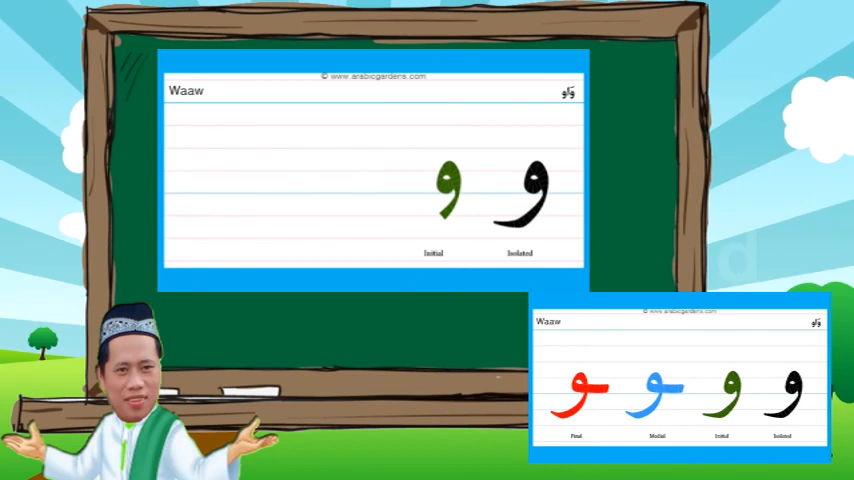 © www.arabicgardens.com
Waaw
وَاو
و و
Initial
Isolated
d
© www.arabicgardens.com
Waaw
وَاو
ـو ـو و و
Final
Medial
Initial
Isolated